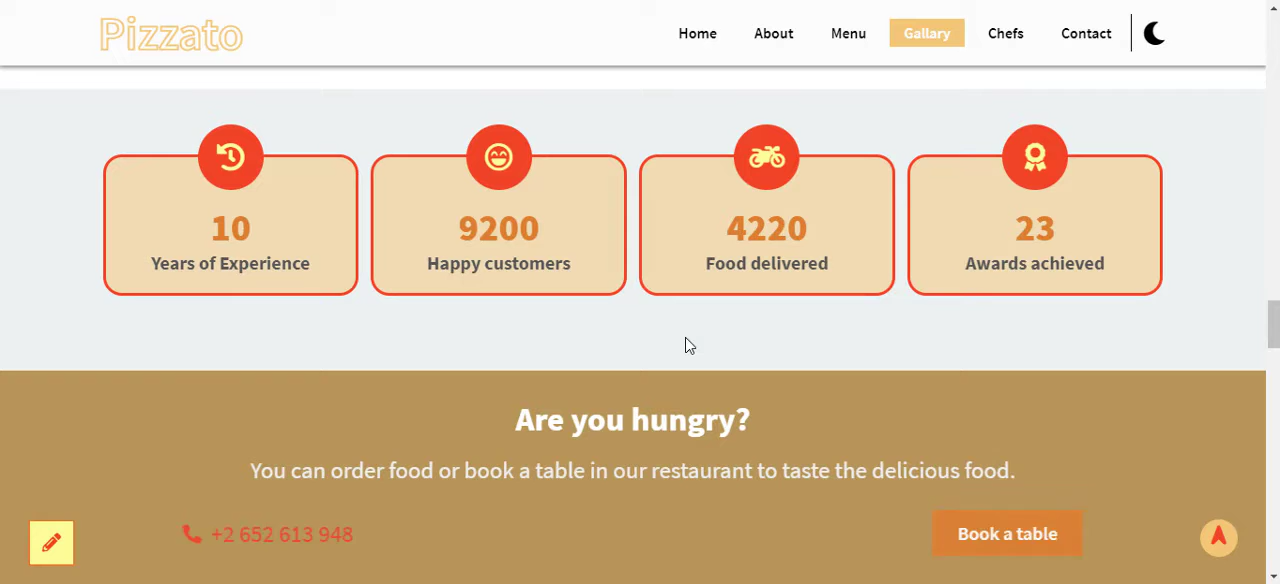 Pizzato
Home About Menu Gallary Chefs Contact
10 9200 4220 23
Years of Experience Happy customers Food delivered Awards achieved
Are you hungry?
You can order food or book a table in our restaurant to taste the delicious food.
+2 652 613 948 Book a table